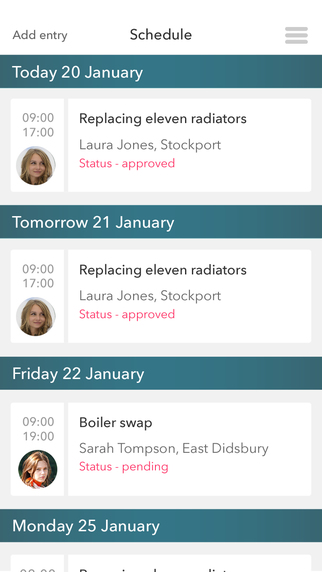 Add entry
Schedule
Today 20 January
09:00
17:00
Replacing eleven radiators
Laura Jones, Stockport
Status - approved
Tomorrow 21 January
09:00
17:00
Replacing eleven radiators
Laura Jones, Stockport
Status - approved
Friday 22 January
09:00
19:00
Boiler swap
Sarah Tompson, East Didsbury
Status - pending
Monday 25 January